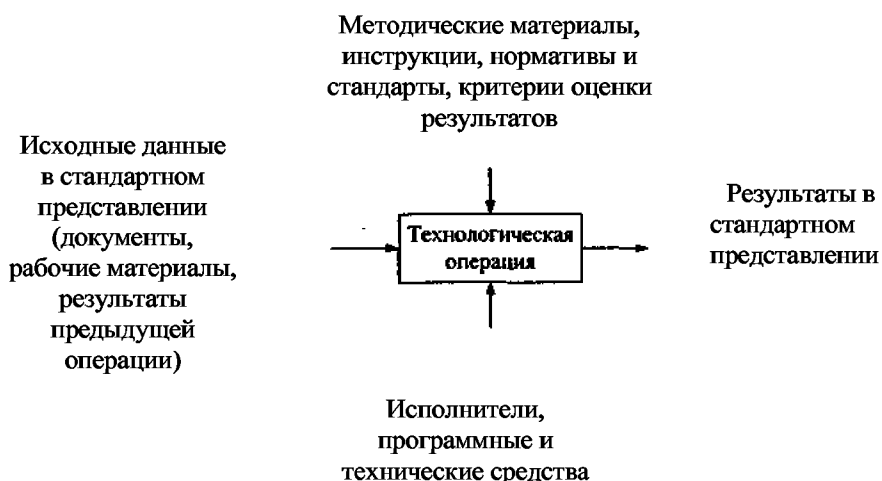 Методические материалы,
инструкции, нормативы и
стандарты, критерии оценки
результатов
Исходные данные
в стандартном
представлении
(документы,
рабочие материалы,
результаты
предыдущей
операции)
Технологическая
операция
Результаты в
стандартном
представлении
Исполнители,
программные и
технические средства